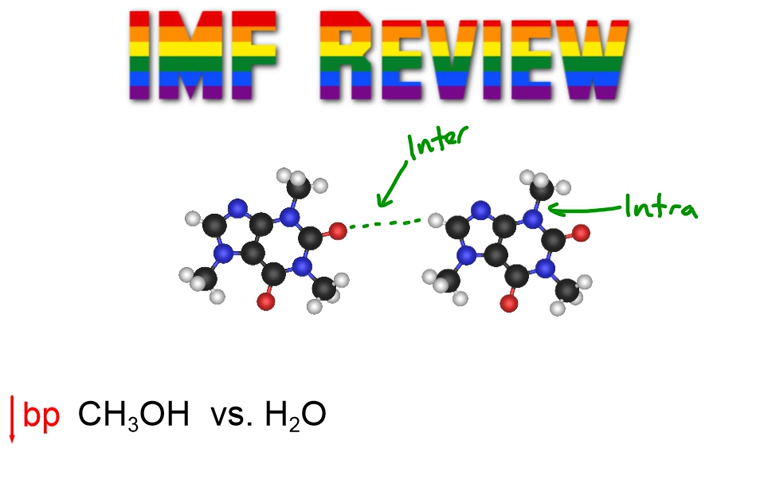 IMF REVIEW
Inter
Intra
bp CH₃OH vs. H₂O